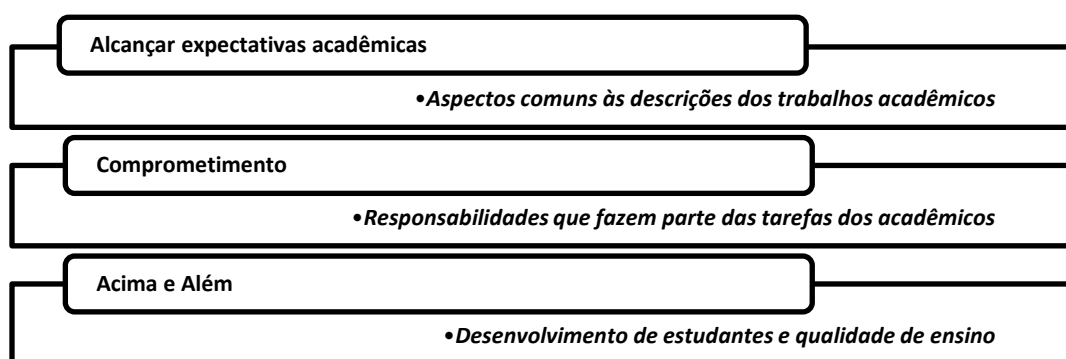 Alcançar expectativas acadêmicas
•Aspectos comuns às descrições dos trabalhos acadêmicos
Comprometimento
•Responsabilidades que fazem parte das tarefas dos acadêmicos
Acima e Além
•Desenvolvimento de estudantes e qualidade de ensino